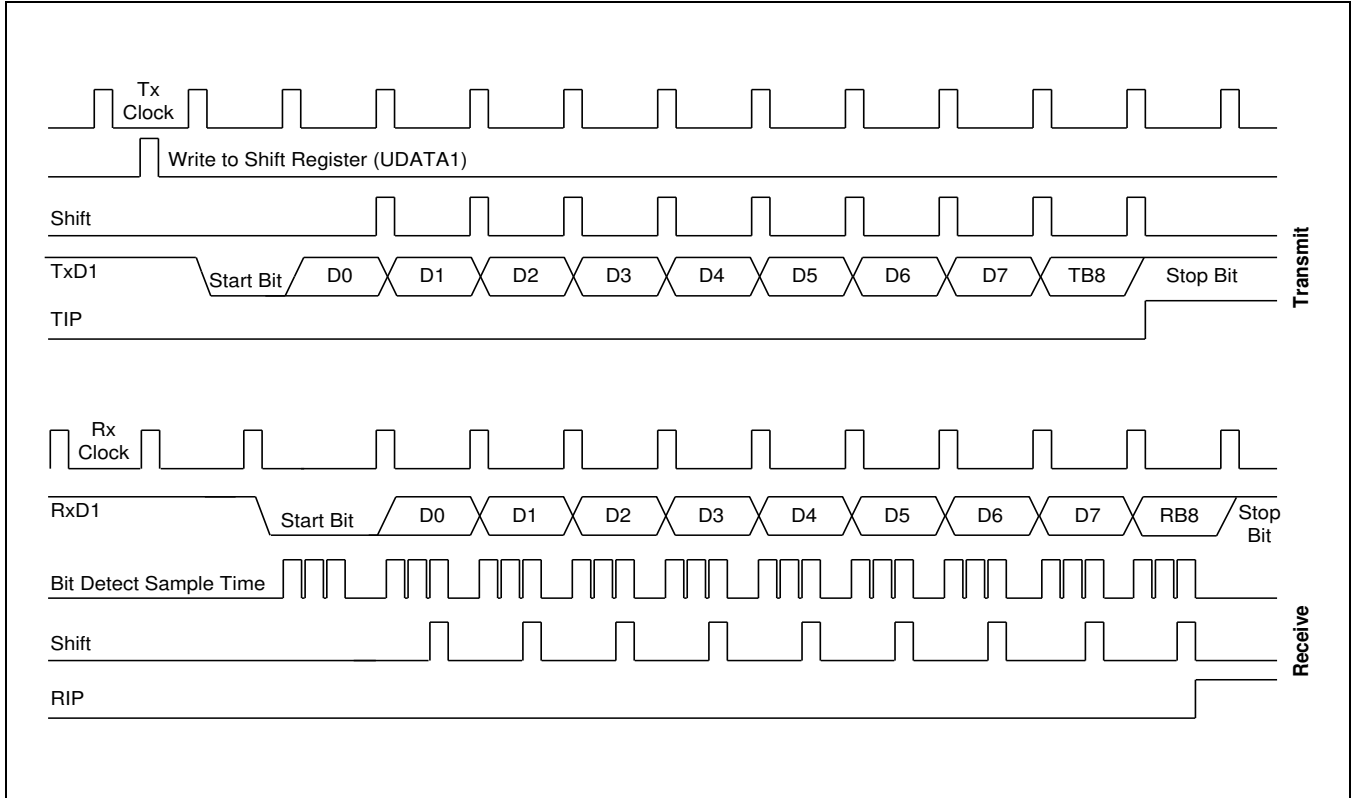 Tx
Clock
Write to Shift Register (UDATA1)
Shift
TxD1
Start Bit
D0
D1
D2
D3
D4
D5
D6
D7
TB8
Stop Bit
TIP
Transmit
Rx
Clock
RxD1
Start Bit
D0
D1
D2
D3
D4
D5
D6
D7
RB8
Stop
Bit
Bit Detect Sample Time
Shift
RIP
Receive